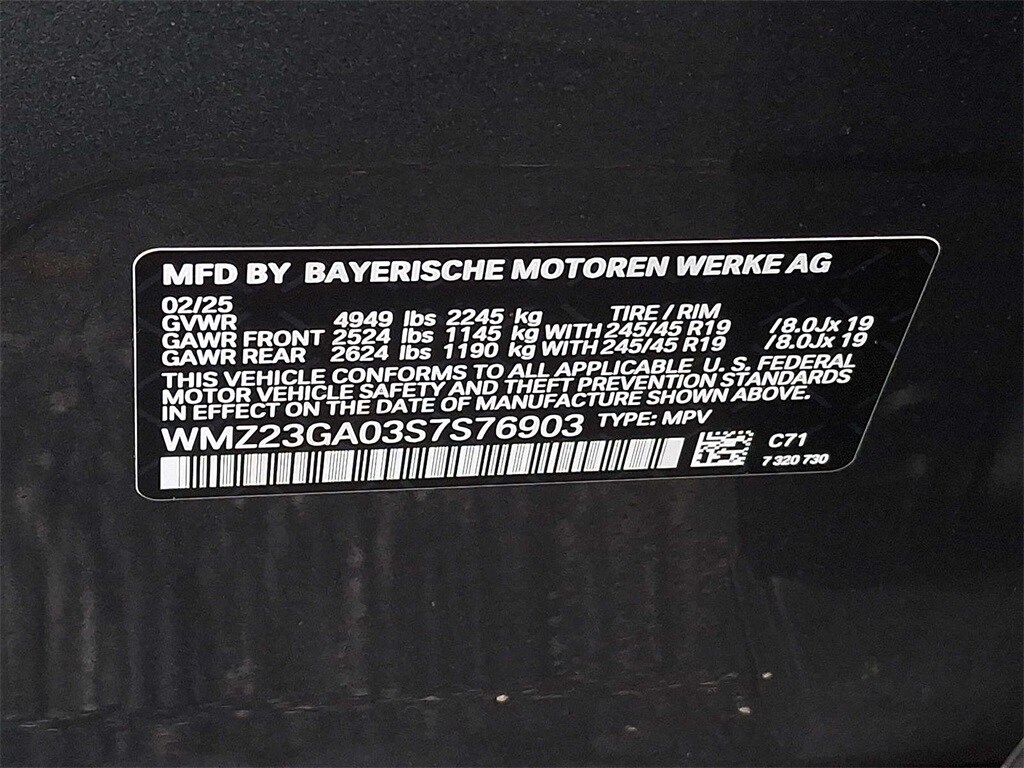 MFD BY BAYERISCHE MOTOREN WERKE AG
02/25
GVWR 4949 lbs 2245 kg TIRE / RIM
GAWR FRONT 2524 lbs 1145 kg WITH 245/45 R19 /8.0Jx 19
GAWR REAR 2624 lbs 1190 kg WITH 245/45 R19 /8.0Jx 19
THIS VEHICLE CONFORMS TO ALL APPLICABLE U. S. FEDERAL
MOTOR VEHICLE SAFETY AND THEFT PREVENTION STANDARDS
IN EFFECT ON THE DATE OF MANUFACTURE SHOWN ABOVE.
WMZ23GA03S7S76903 TYPE: MPV
C71
7 320 730